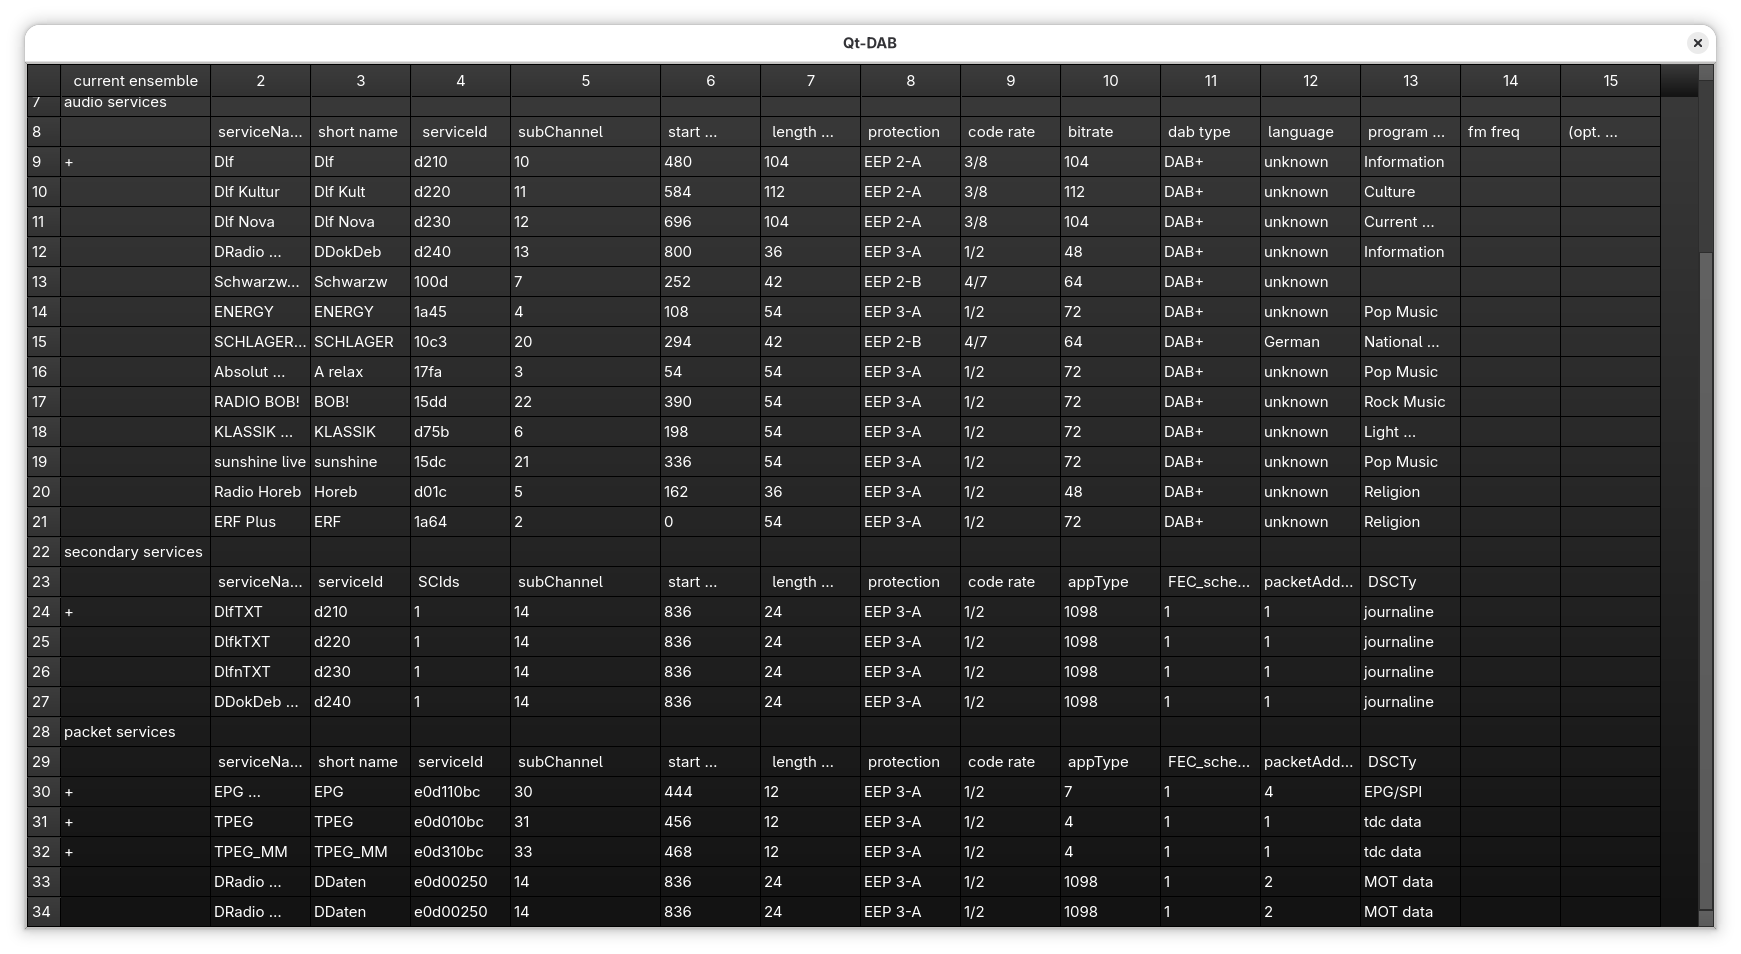 Qt-DAB
current ensemble 2 3 4 5 6 7 8 9 10 11 12 13 14 15
7 audio services
8 serviceNa... short name serviceId subChannel start ... length ... protection code rate bitrate dab type language program ... fm freq (opt. ...
9 + Dlf Dlf d210 10 480 104 EEP 2-A 3/8 104 DAB+ unknown Information
10 Dlf Kultur Dlf Kult d220 11 584 112 EEP 2-A 3/8 112 DAB+ unknown Culture
11 Dlf Nova Dlf Nova d230 12 696 104 EEP 2-A 3/8 104 DAB+ unknown Current ...
12 DRadio ... DDokDeb d240 13 800 36 EEP 3-A 1/2 48 DAB+ unknown Information
13 Schwarzw... Schwarzw 100d 7 252 42 EEP 2-B 4/7 64 DAB+ unknown
14 ENERGY ENERGY 1a45 4 108 54 EEP 3-A 1/2 72 DAB+ unknown Pop Music
15 SCHLAGER... SCHLAGER 10c3 20 294 42 EEP 2-B 4/7 64 DAB+ German National ...
16 Absolut ... A relax 17fa 3 54 54 EEP 3-A 1/2 72 DAB+ unknown Pop Music
17 RADIO BOB! BOB! 15dd 22 390 54 EEP 3-A 1/2 72 DAB+ unknown Rock Music
18 KLASSIK ... KLASSIK d75b 6 198 54 EEP 3-A 1/2 72 DAB+ unknown Light ...
19 sunshine live sunshine 15dc 21 336 54 EEP 3-A 1/2 72 DAB+ unknown Pop Music
20 Radio Horeb Horeb d01c 5 162 36 EEP 3-A 1/2 48 DAB+ unknown Religion
21 ERF Plus ERF 1a64 2 0 54 EEP 3-A 1/2 72 DAB+ unknown Religion
22 secondary services
23 serviceNa... serviceId SCIds subChannel start ... length ... protection code rate appType FEC_sche... packetAdd... DSCTy
24 + DlfTXT d210 1 14 836 24 EEP 3-A 1/2 1098 1 1 journaline
25 DlfkTXT d220 1 14 836 24 EEP 3-A 1/2 1098 1 1 journaline
26 DlfnTXT d230 1 14 836 24 EEP 3-A 1/2 1098 1 1 journaline
27 DDokDeb ... d240 1 14 836 24 EEP 3-A 1/2 1098 1 1 journaline
28 packet services
29 serviceNa... short name serviceId subChannel start ... length ... protection code rate appType FEC_sche... packetAdd... DSCTy
30 + EPG ... EPG e0d110bc 30 444 12 EEP 3-A 1/2 7 1 4 EPG/SPI
31 + TPEG TPEG e0d010bc 31 456 12 EEP 3-A 1/2 4 1 1 tdc data
32 + TPEG_MM TPEG_MM e0d310bc 33 468 12 EEP 3-A 1/2 4 1 1 tdc data
33 DRadio ... DDaten e0d00250 14 836 24 EEP 3-A 1/2 1098 1 2 MOT data
34 DRadio ... DDaten e0d00250 14 836 24 EEP 3-A 1/2 1098 1 2 MOT data